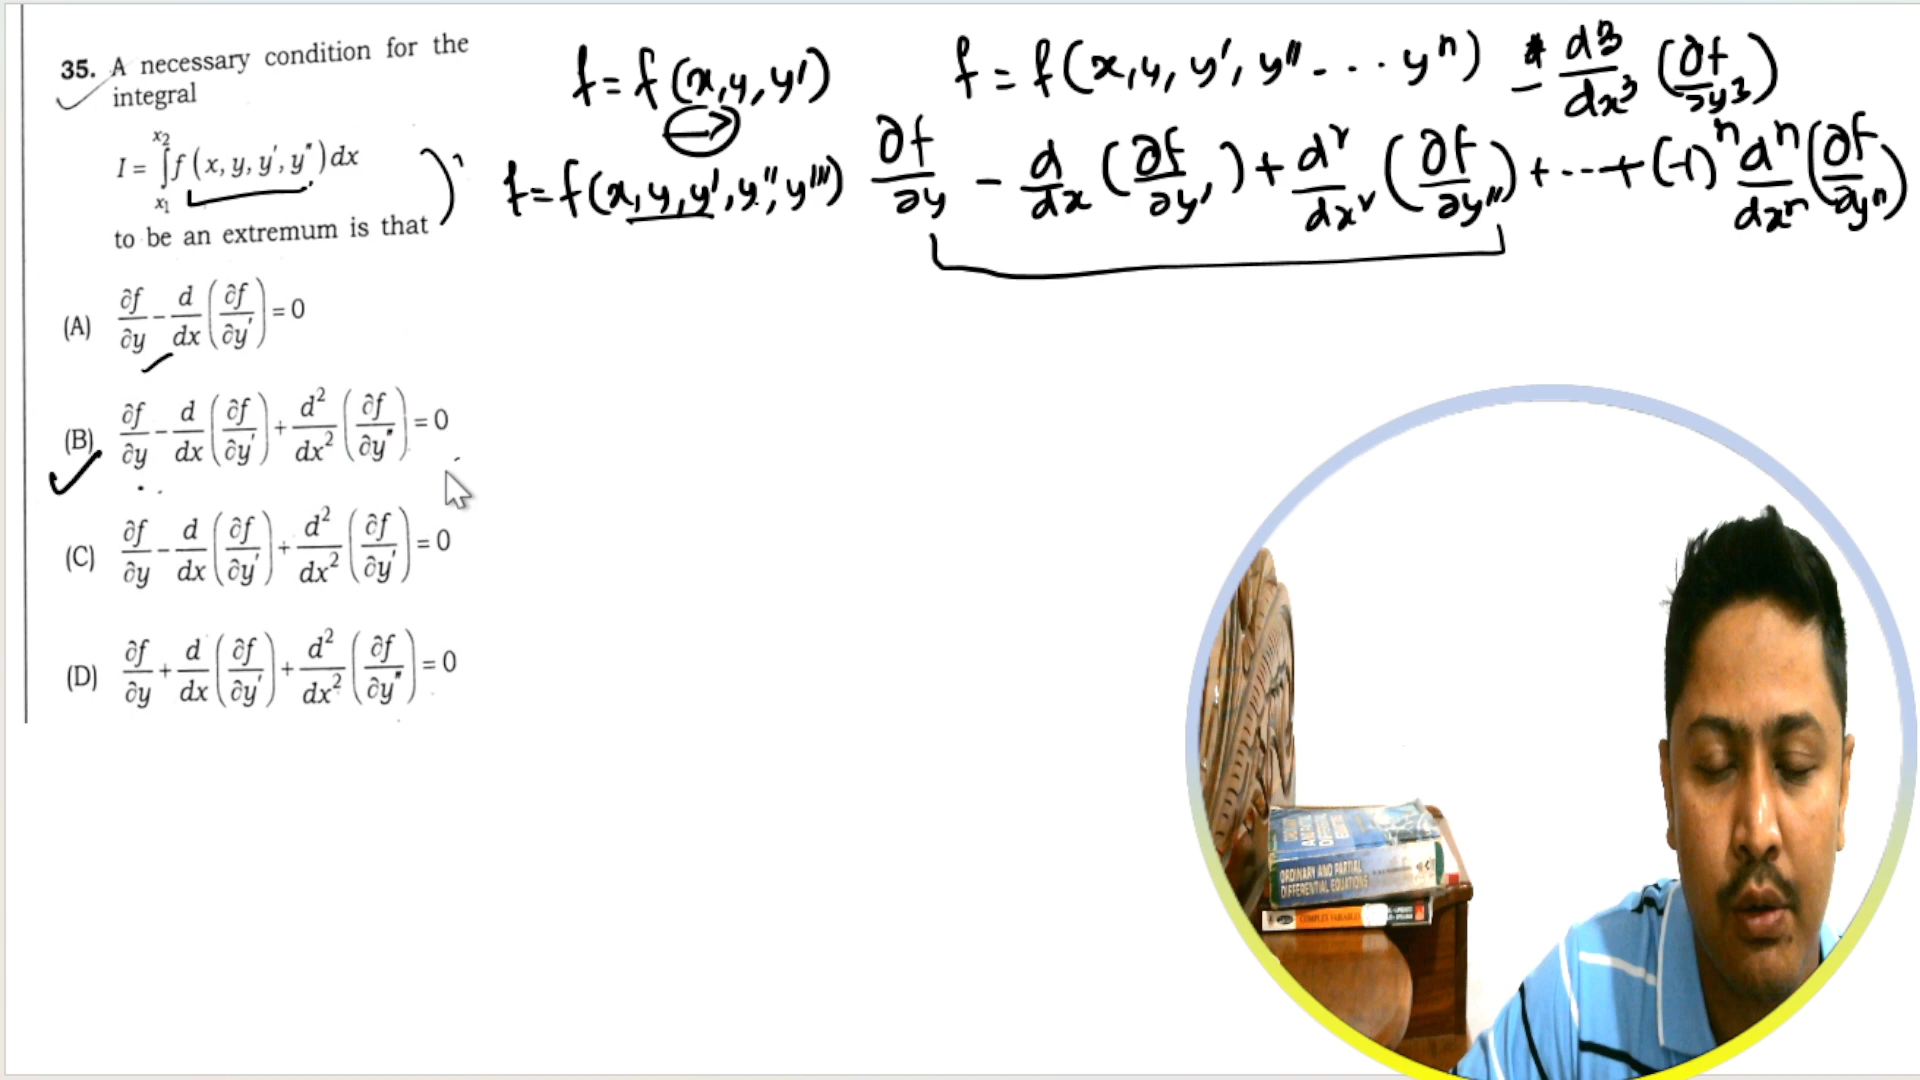 35. A necessary condition for the
integral
I = ∫_{x₁}^{x₂} f (x, y, y′, y″) dx
to be an extremum is that
(A) ∂f/∂y − d/dx (∂f/∂y′) = 0
(B) ∂f/∂y − d/dx (∂f/∂y′) + d²/dx² (∂f/∂y″) = 0
(C) ∂f/∂y − d/dx (∂f/∂y′) + d²/dx² (∂f/∂y′) = 0
(D) ∂f/∂y + d/dx (∂f/∂y′) + d²/dx² (∂f/∂y″) = 0
f = f (x, y, y′)
f = f(x, y, y′, y″, y‴)
f = f(x, y, y′, y″ - - - yⁿ)
− d³/dx³ (∂f/∂y³)
∂f/∂y − d/dx (∂f/∂y′) + d²/dx² (∂f/∂y″) + --- + (-1)ⁿ dⁿ/dxⁿ (∂f/∂yⁿ)
ORDINARY AND PARTIAL
DIFFERENTIAL EQUATIONS
COMPLEX VARIABLES